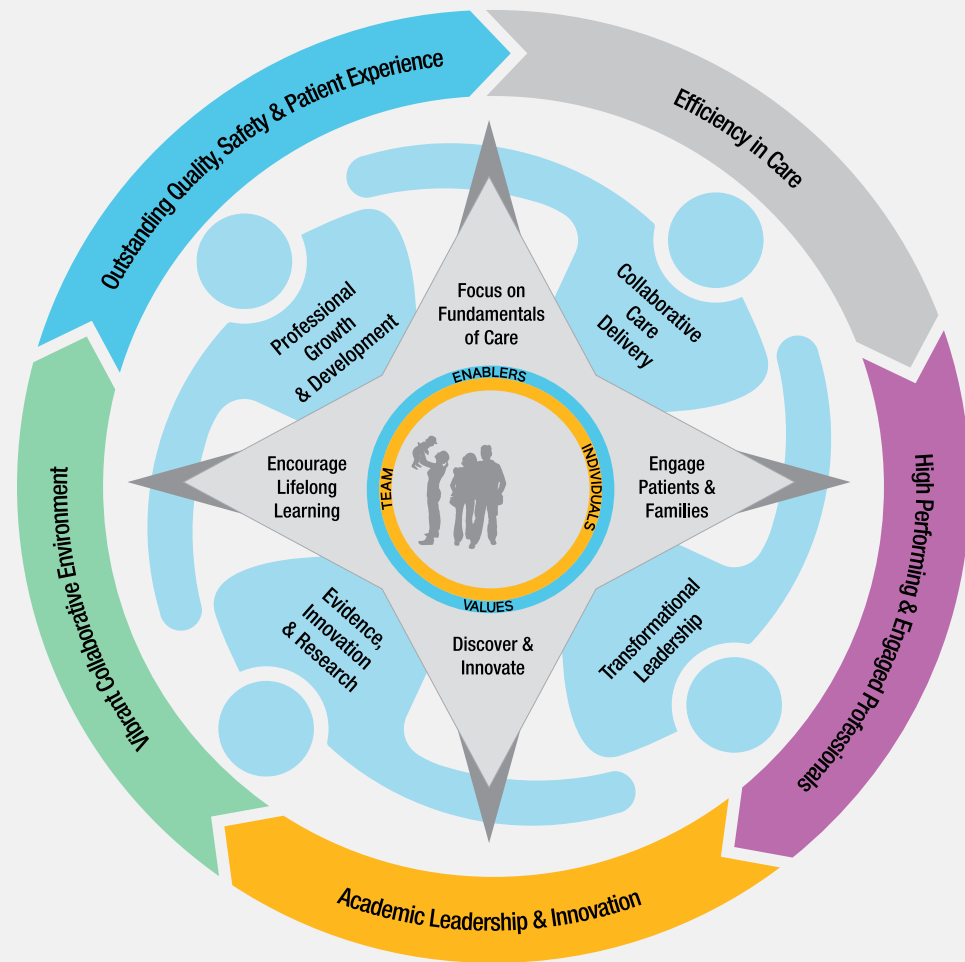 Outstanding Quality, Safety & Patient Experience
Efficiency in Care
High Performing & Engaged Professionals
Academic Leadership & Innovation
Vibrant Collaborative Environment
Professional
Growth
& Development
Collaborative
Care
Delivery
Transformational
Leadership
Evidence,
Innovation
& Research
Focus on
Fundamentals
of Care
Engage
Patients &
Families
Discover &
Innovate
Encourage
Lifelong
Learning
ENABLERS
INDIVIDUALS
VALUES
TEAM